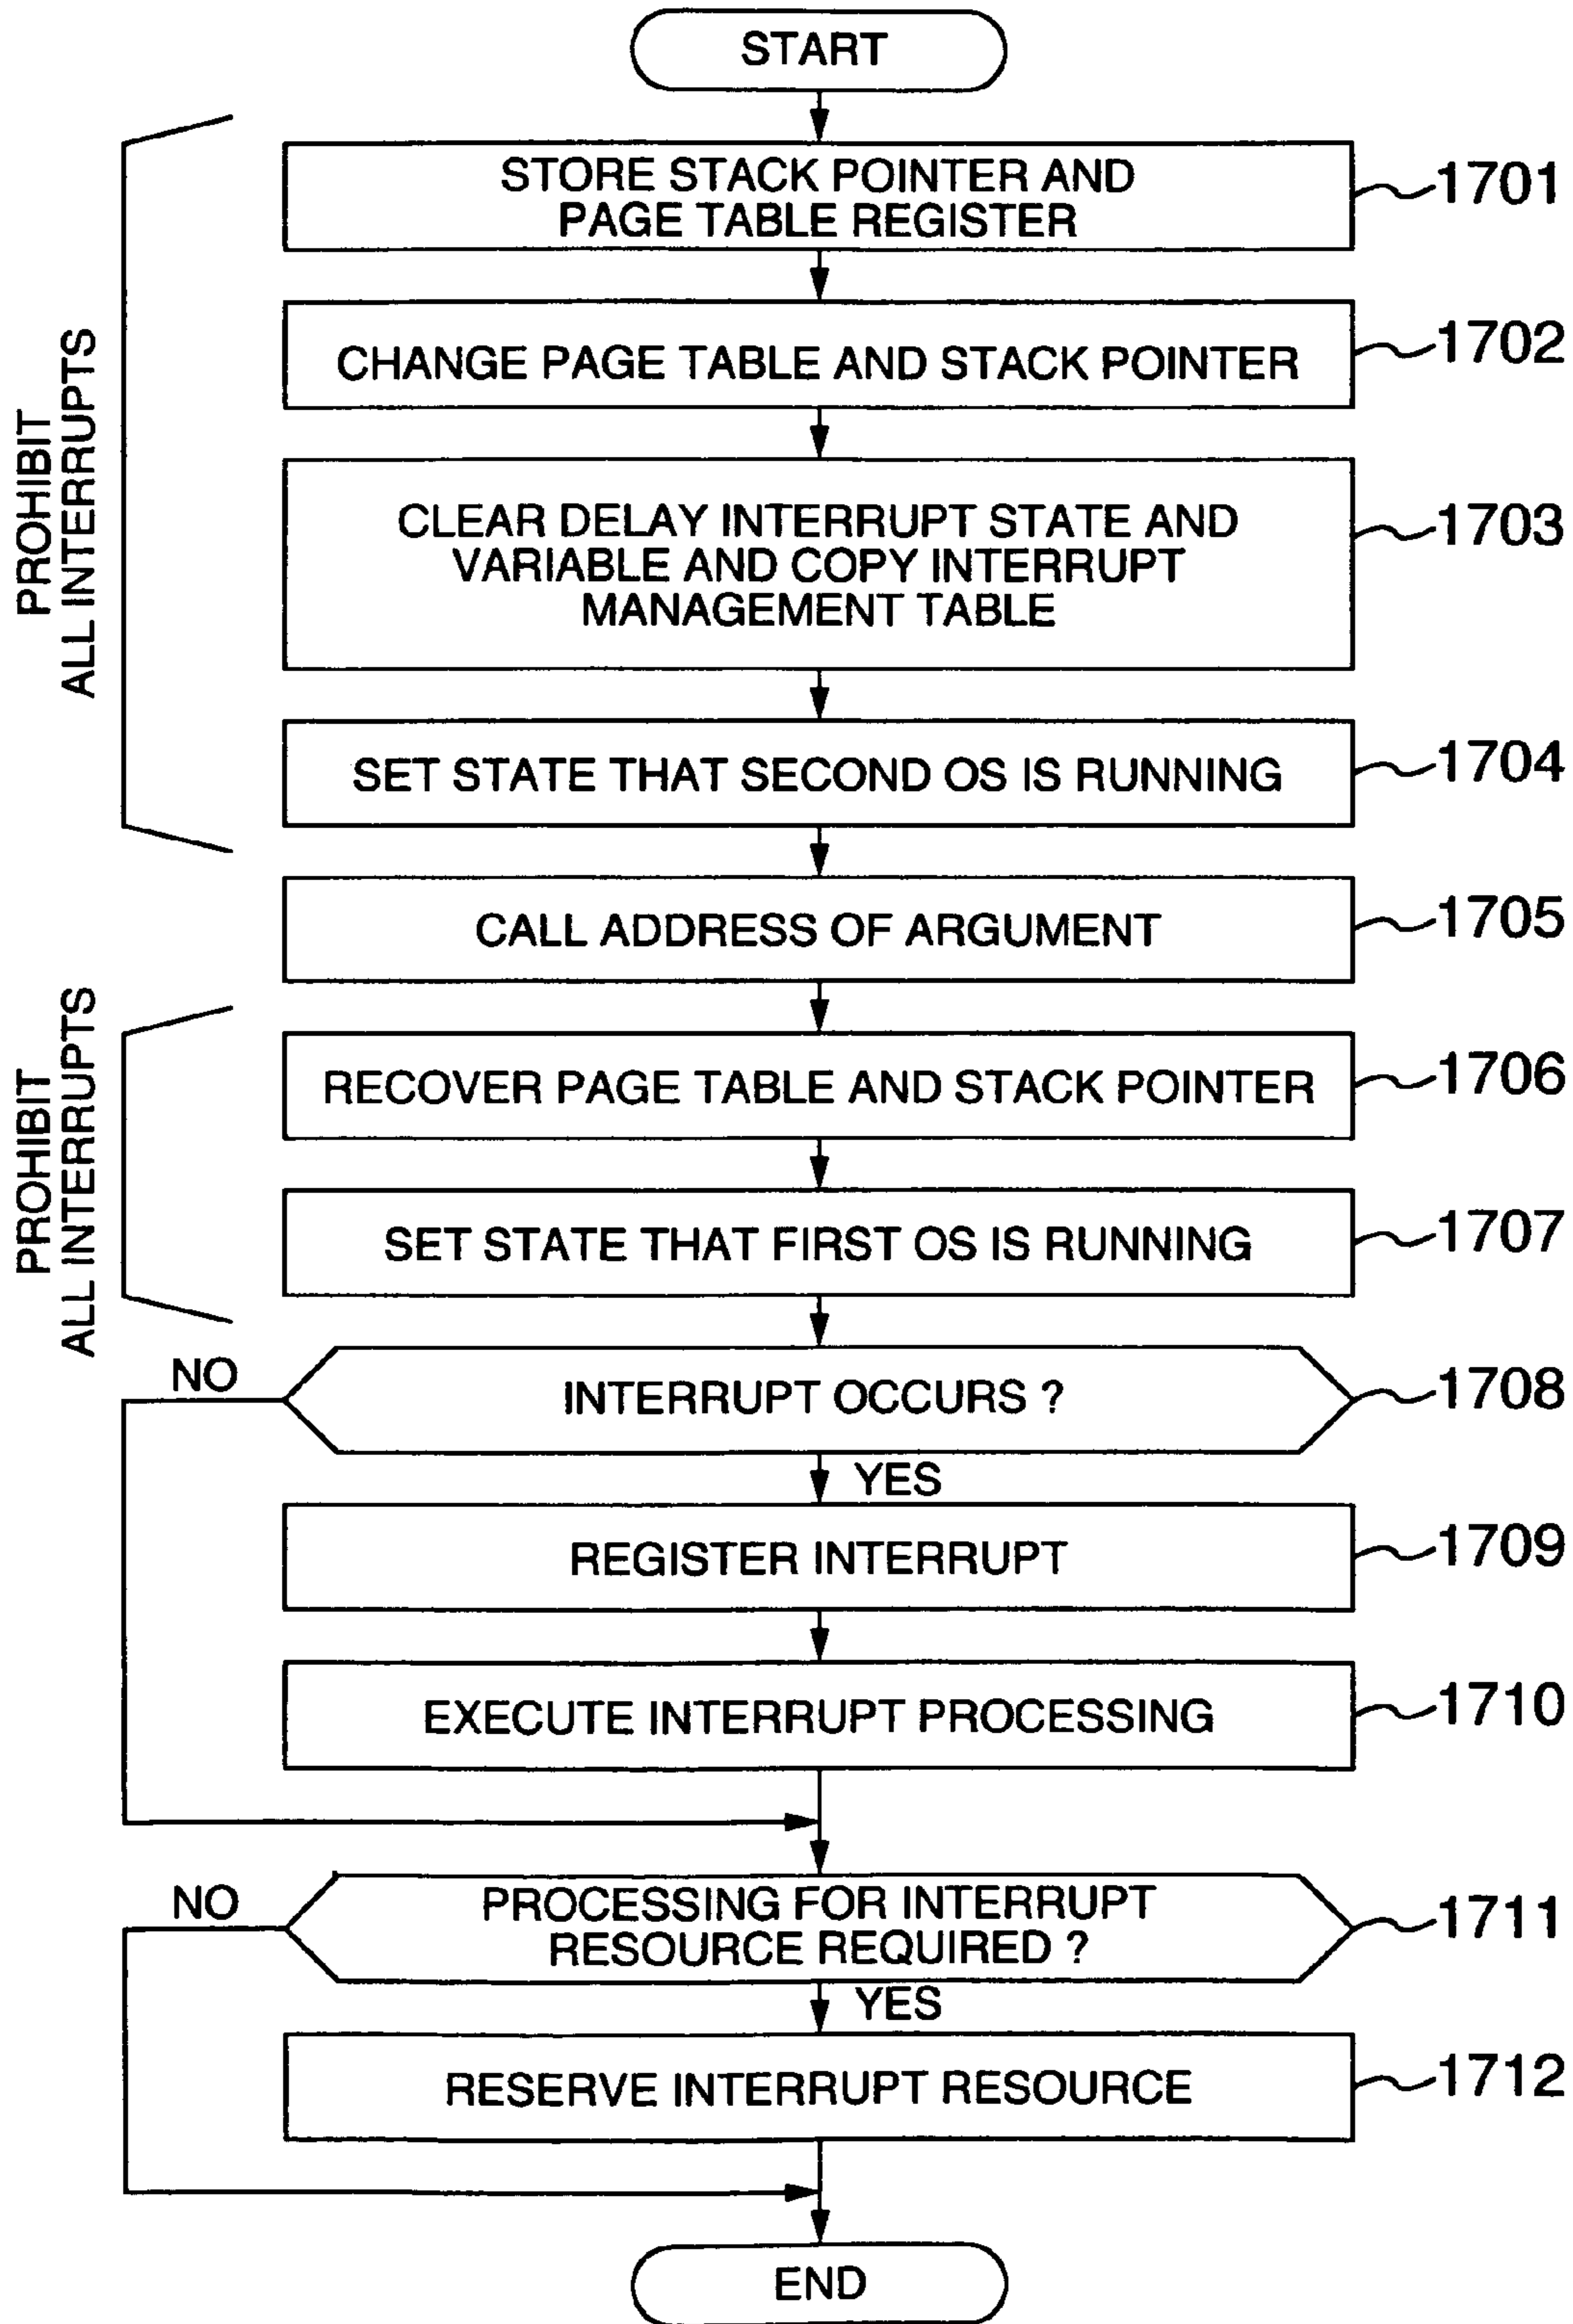 START
STORE STACK POINTER AND
PAGE TABLE REGISTER
1701
CHANGE PAGE TABLE AND STACK POINTER
1702
CLEAR DELAY INTERRUPT STATE AND
VARIABLE AND COPY INTERRUPT
MANAGEMENT TABLE
1703
SET STATE THAT SECOND OS IS RUNNING
1704
PROHIBIT
ALL INTERRUPTS
CALL ADDRESS OF ARGUMENT
1705
RECOVER PAGE TABLE AND STACK POINTER
1706
SET STATE THAT FIRST OS IS RUNNING
1707
PROHIBIT
ALL INTERRUPTS
INTERRUPT OCCURS ?
1708
NO
YES
REGISTER INTERRUPT
1709
EXECUTE INTERRUPT PROCESSING
1710
PROCESSING FOR INTERRUPT
RESOURCE REQUIRED ?
1711
NO
YES
RESERVE INTERRUPT RESOURCE
1712
END